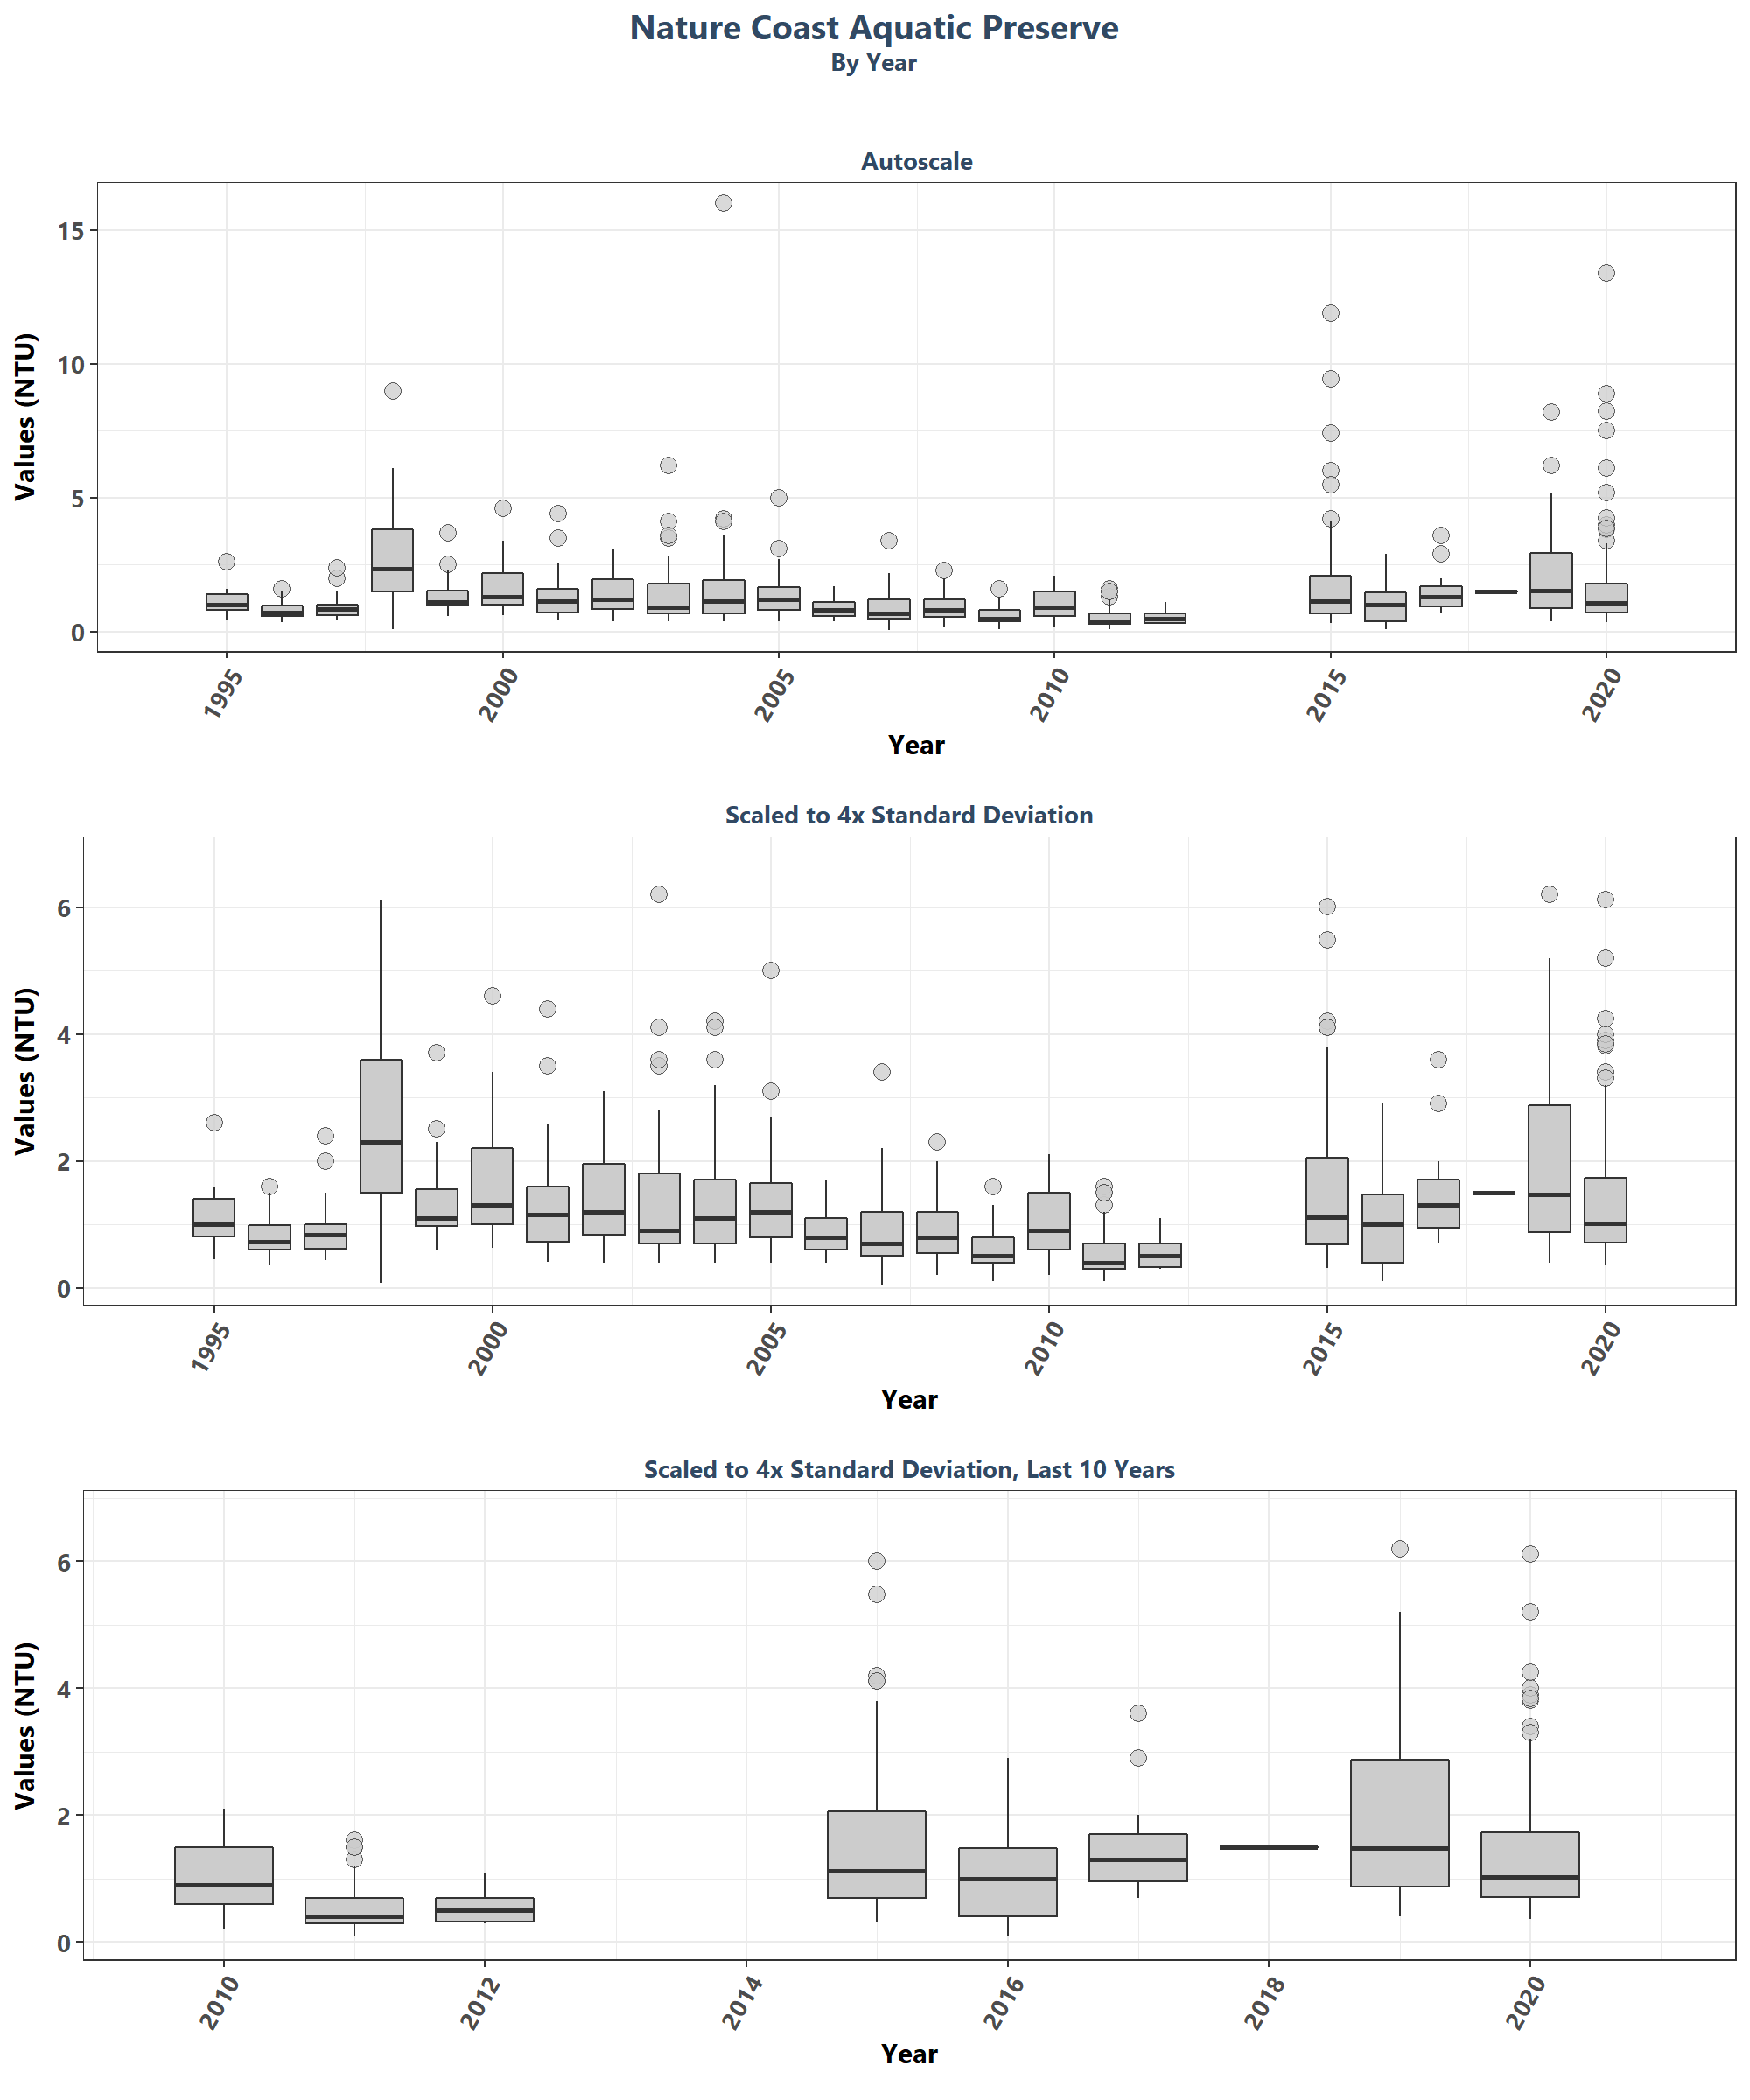 Nature Coast Aquatic Preserve
By Year
Autoscale
Values (NTU)
15
10
5
0
1995 2000 2005 2010 2015 2020
Year
Scaled to 4x Standard Deviation
Values (NTU)
6
4
2
0
1995 2000 2005 2010 2015 2020
Year
Scaled to 4x Standard Deviation, Last 10 Years
Values (NTU)
6
4
2
0
2010 2012 2014 2016 2018 2020
Year